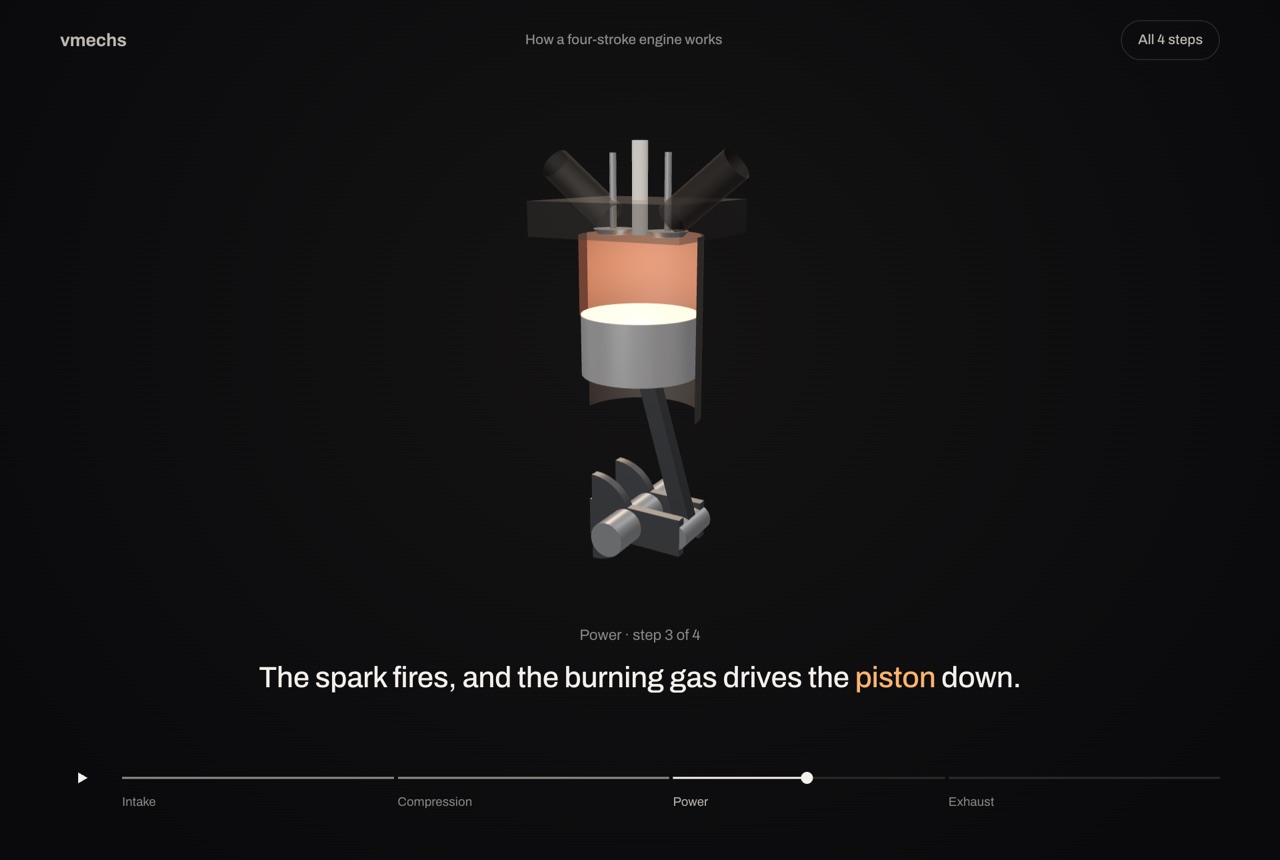 vmechs
How a four-stroke engine works
All 4 steps
Power · step 3 of 4
The spark fires, and the burning gas drives the piston down.
Intake
Compression
Power
Exhaust